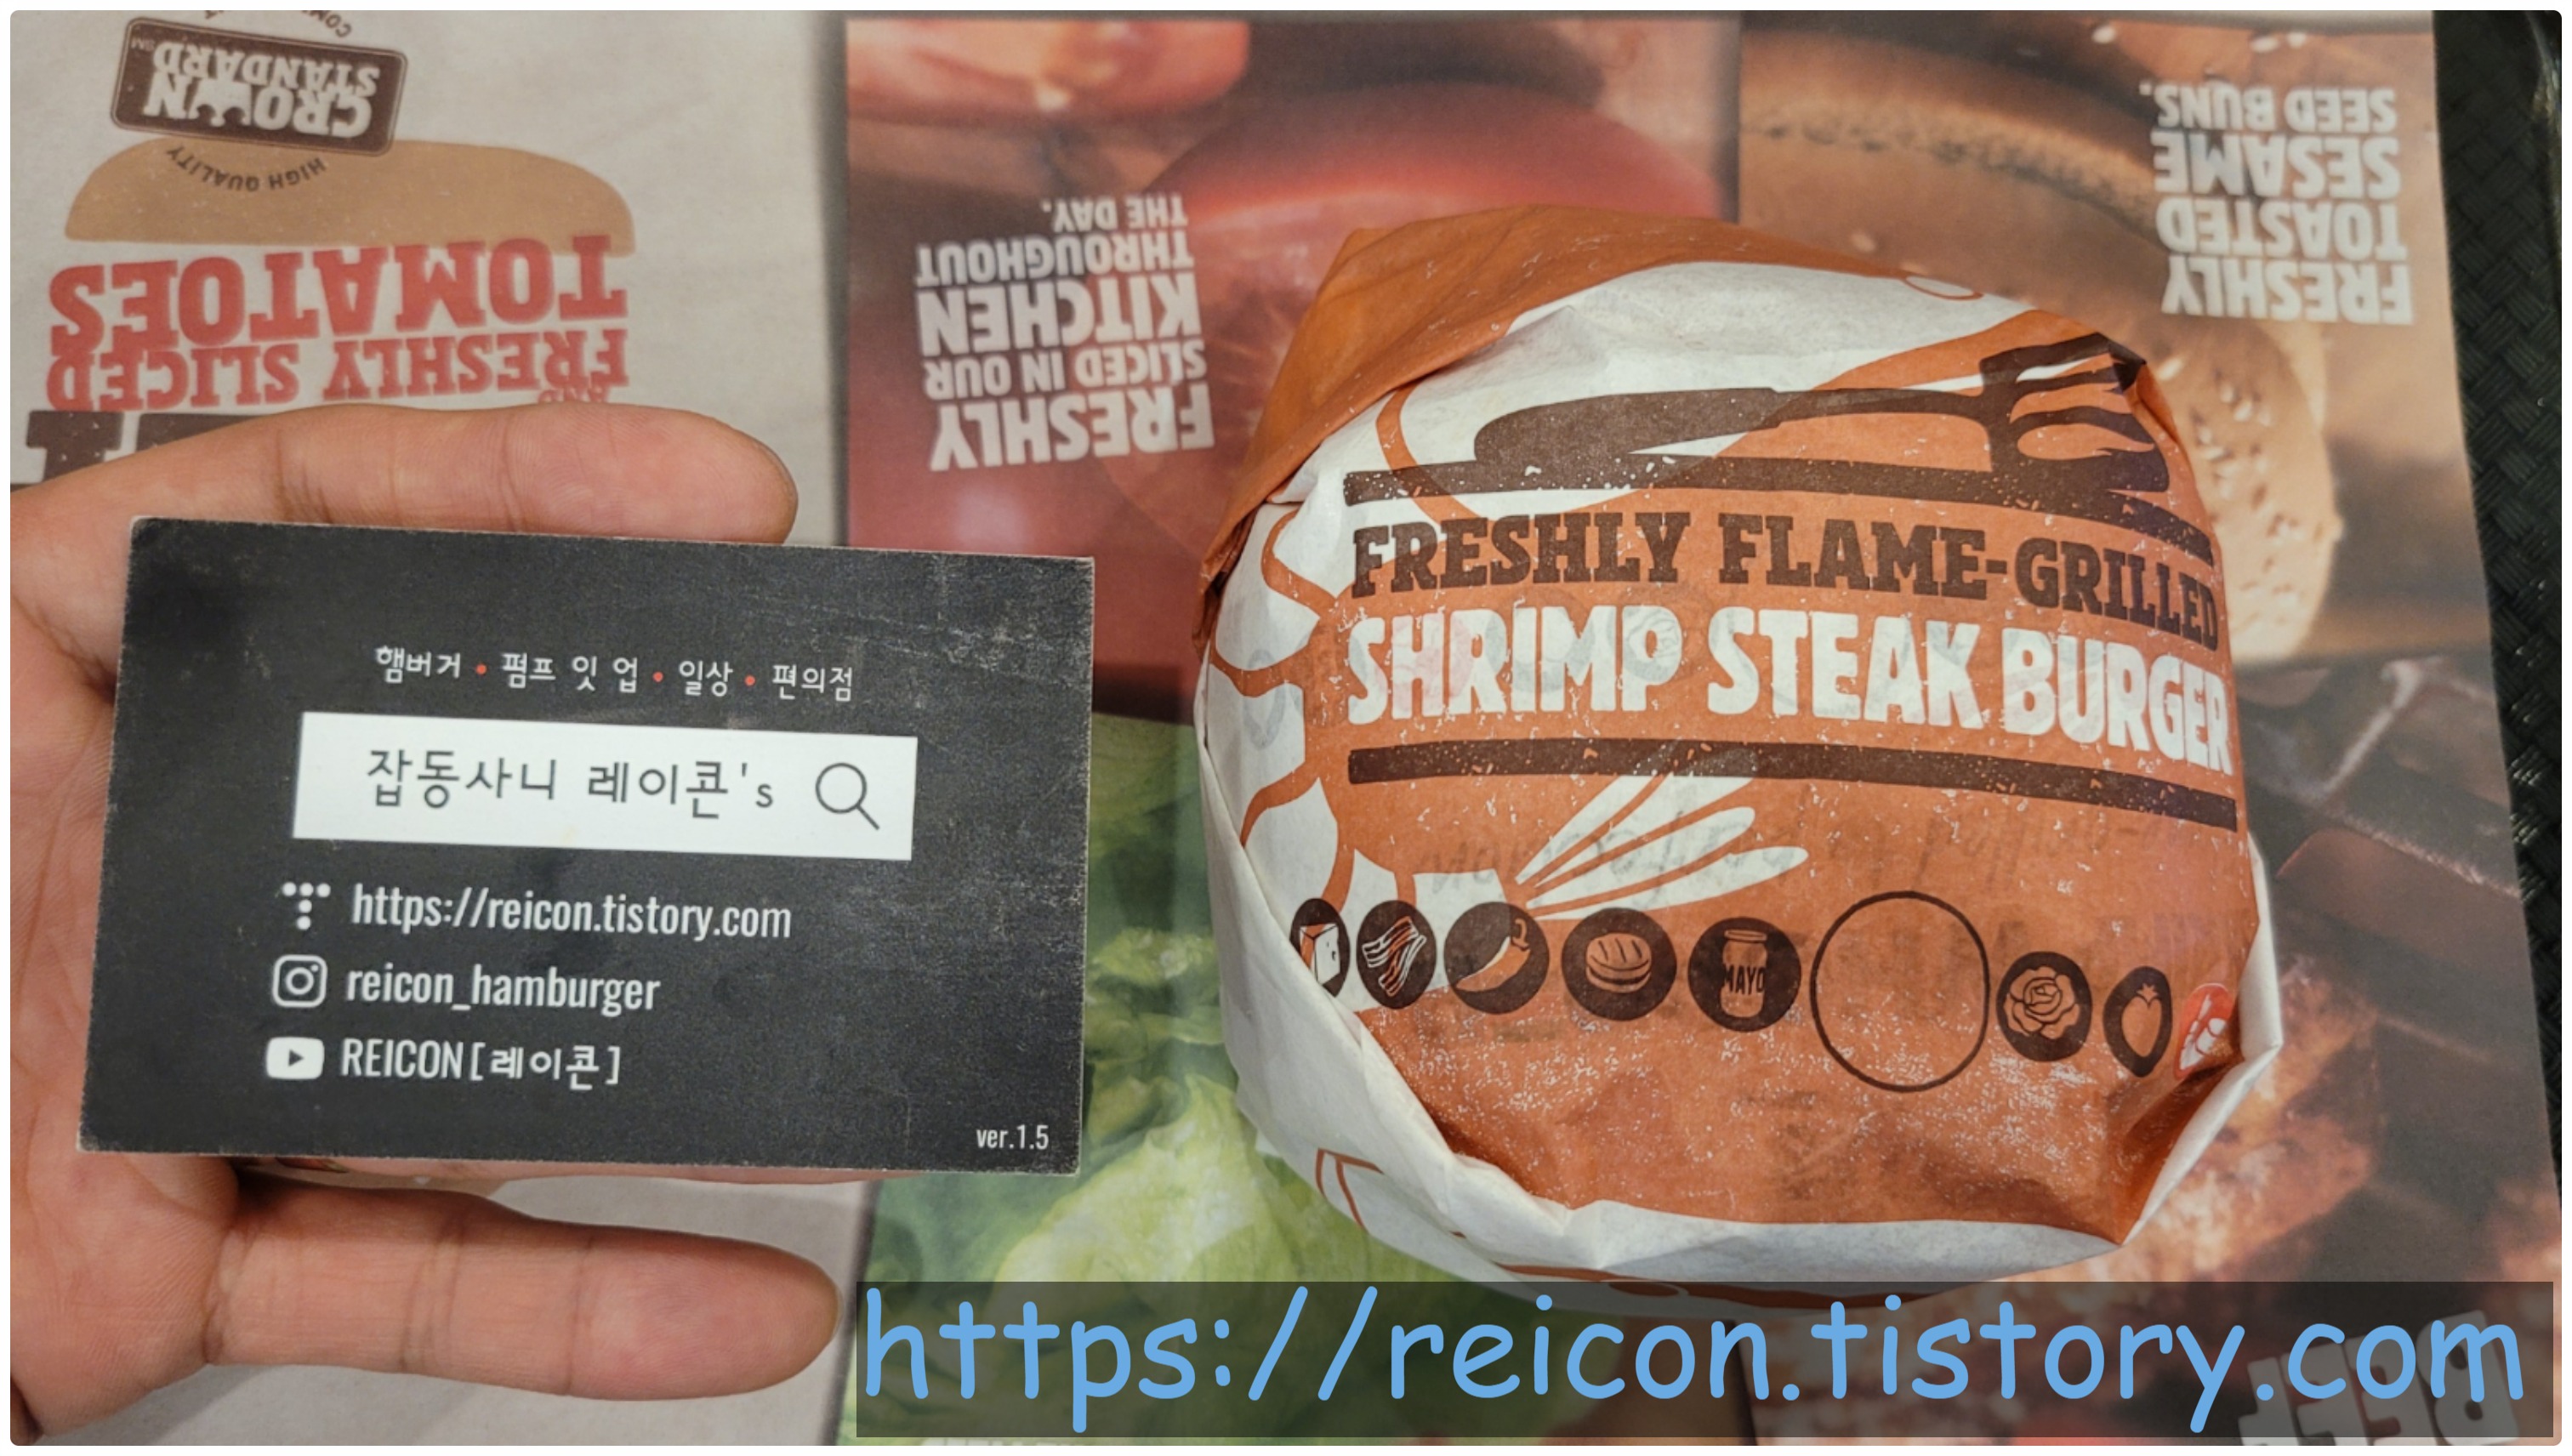 CROWN
STANDARD
SM
HIGH QUALITY
TOMATOES
FRESHLY SLICED
AND
FRESHLY
SLICED IN OUR
KITCHEN
THROUGHOUT
THE DAY.
FRESHLY
TOASTED
SESAME
SEED BUNS.
햄버거 • 펌프 잇 업 • 일상 • 편의점
잡동사니 레이콘's
https://reicon.tistory.com
reicon_hamburger
REICON[레이콘]
ver.1.5
FRESHLY FLAME-GRILLED
SHRIMP STEAK BURGER
MAYO
BEEF
https://reicon.tistory.com